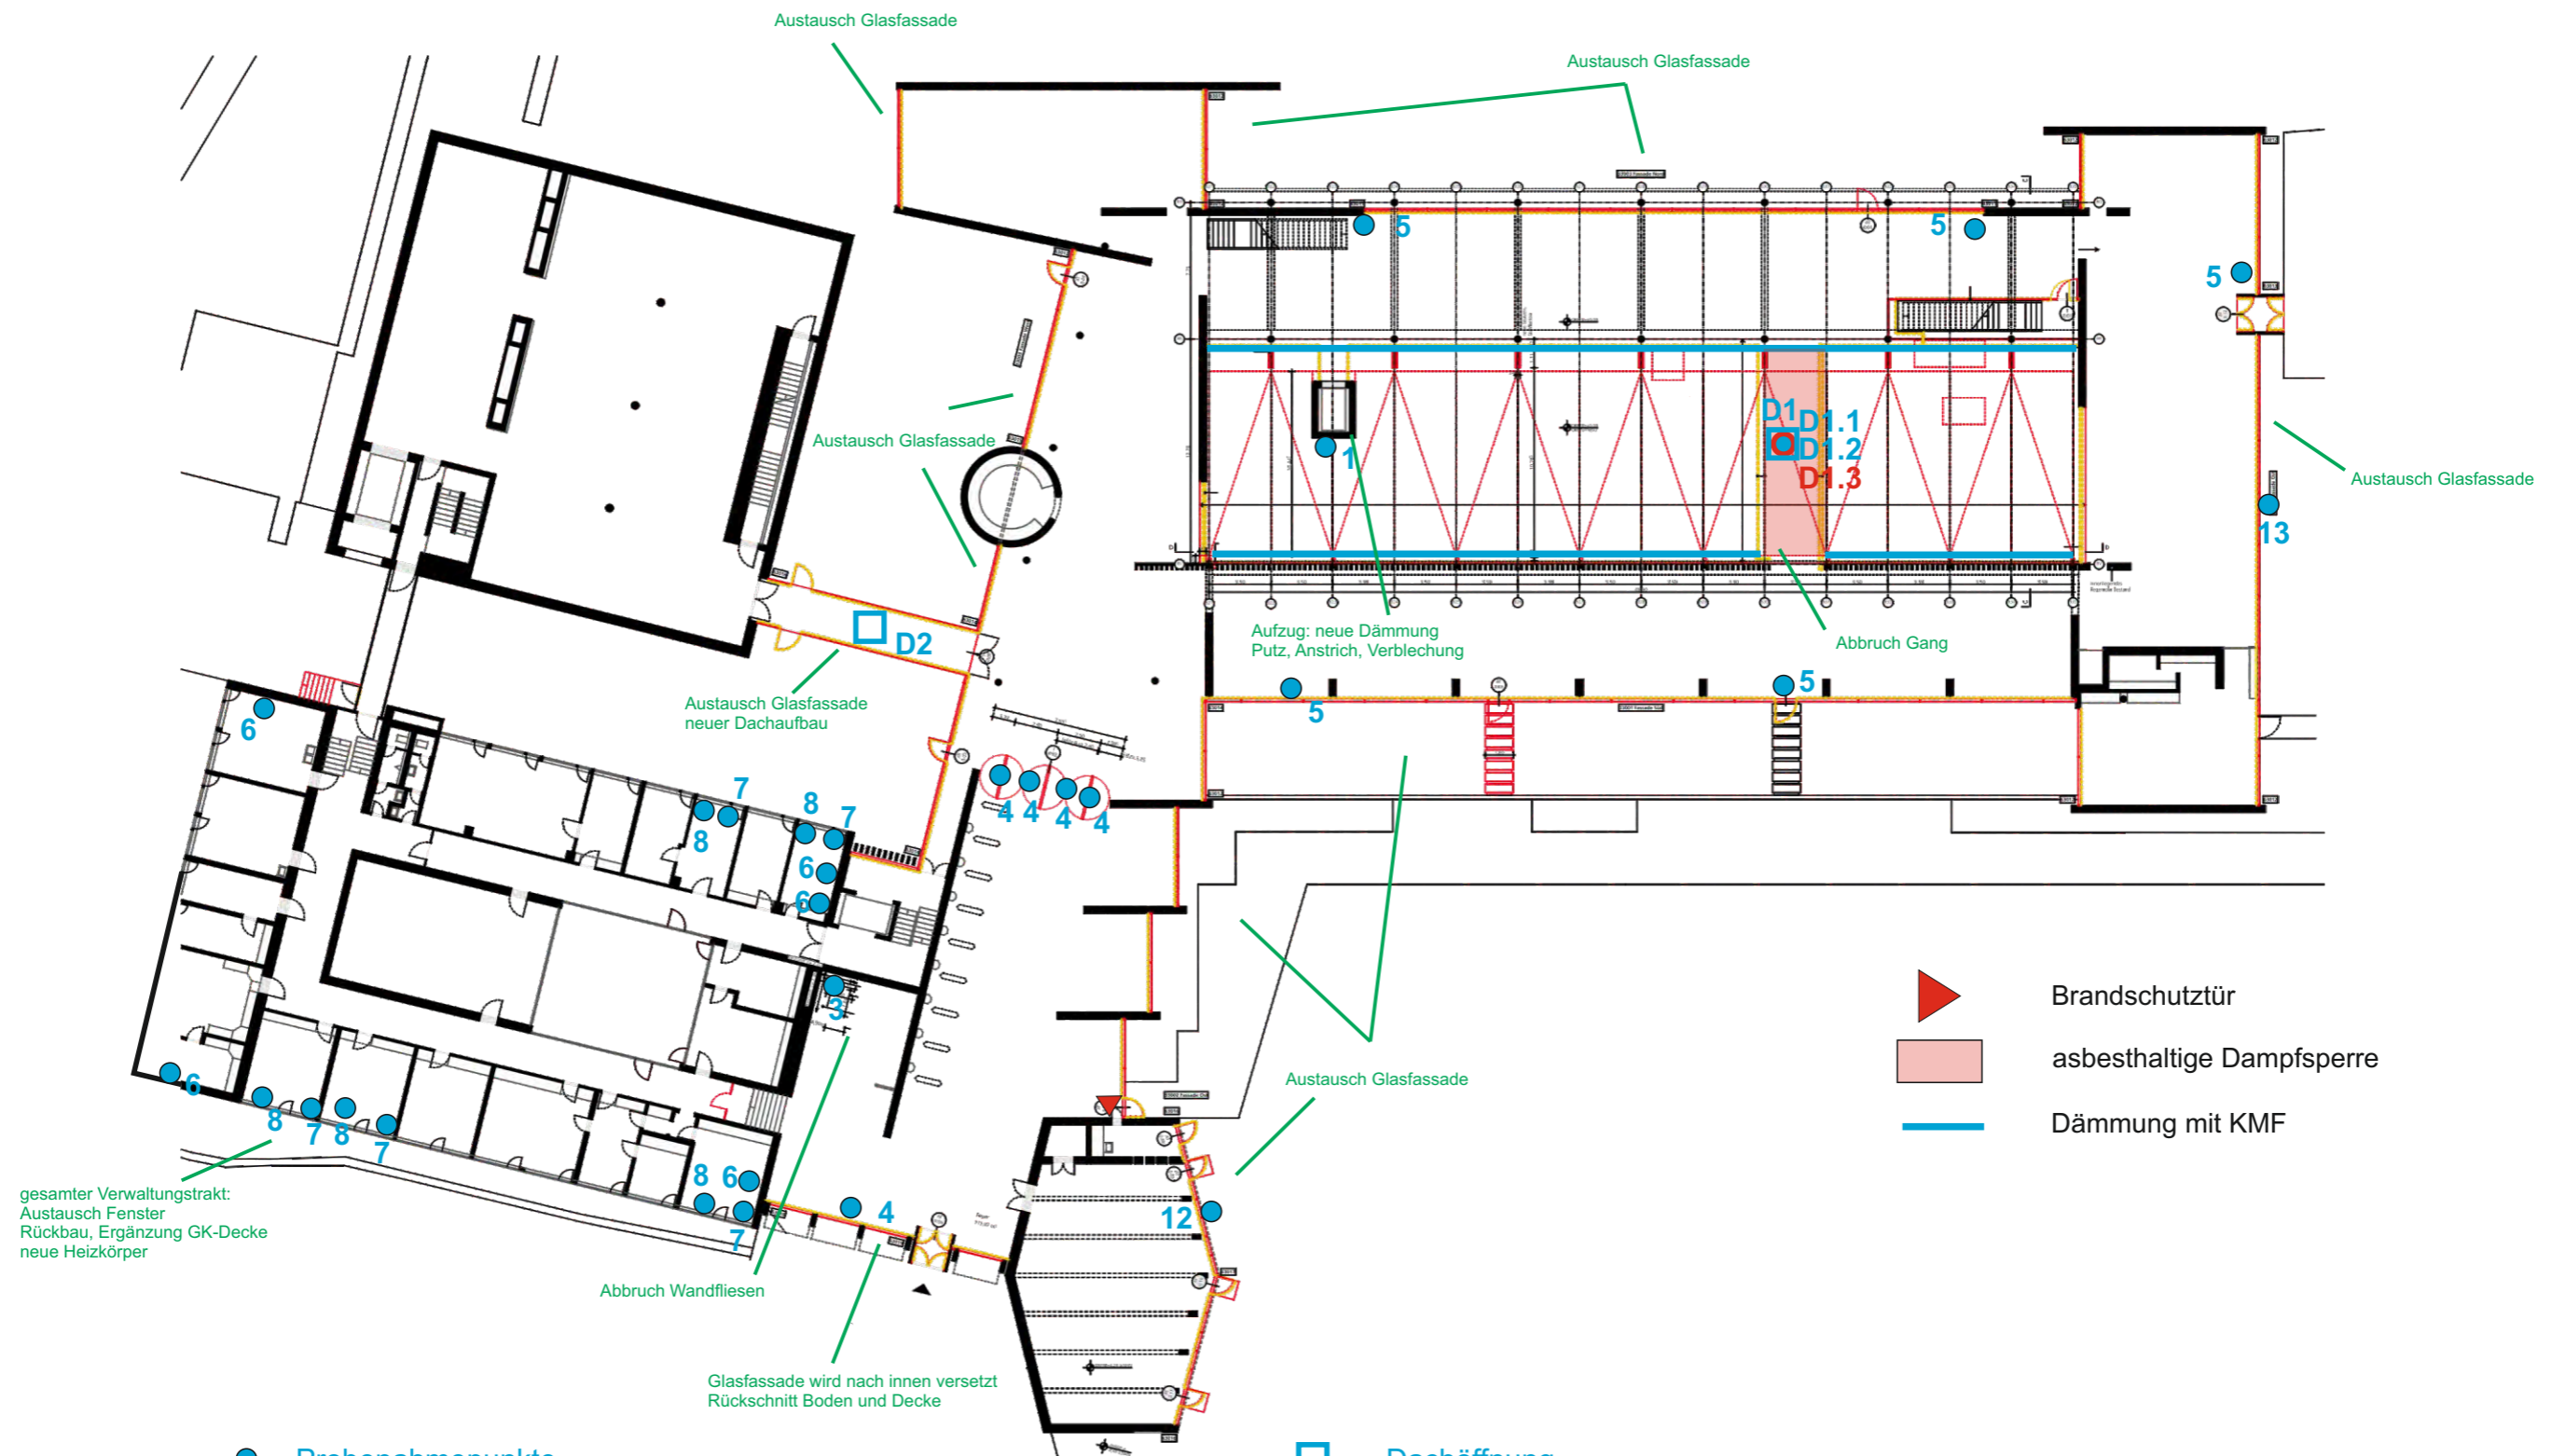 Austausch Glasfassade
Austausch Glasfassade
5
5
5
Austausch Glasfassade
D1
D1.1
D1.2
D1.3
1
Austausch Glasfassade
13
D2
Aufzug: neue Dämmung
Putz, Anstrich, Verblechung
Abbruch Gang
Austausch Glasfassade
neuer Dachaufbau
5
5
6
7
8
7
8
4
4
4
4
6
6
3
Brandschutztür
asbesthaltige Dampfsperre
Dämmung mit KMF
Austausch Glasfassade
6
8
7
8
7
8
6
7
4
12
gesamter Verwaltungstrakt:
Austausch Fenster
Rückbau, Ergänzung GK-Decke
neue Heizkörper
Abbruch Wandfliesen
Glasfassade wird nach innen versetzt
Rückschnitt Boden und Decke
Probenahmepunkte
Dachöffnung